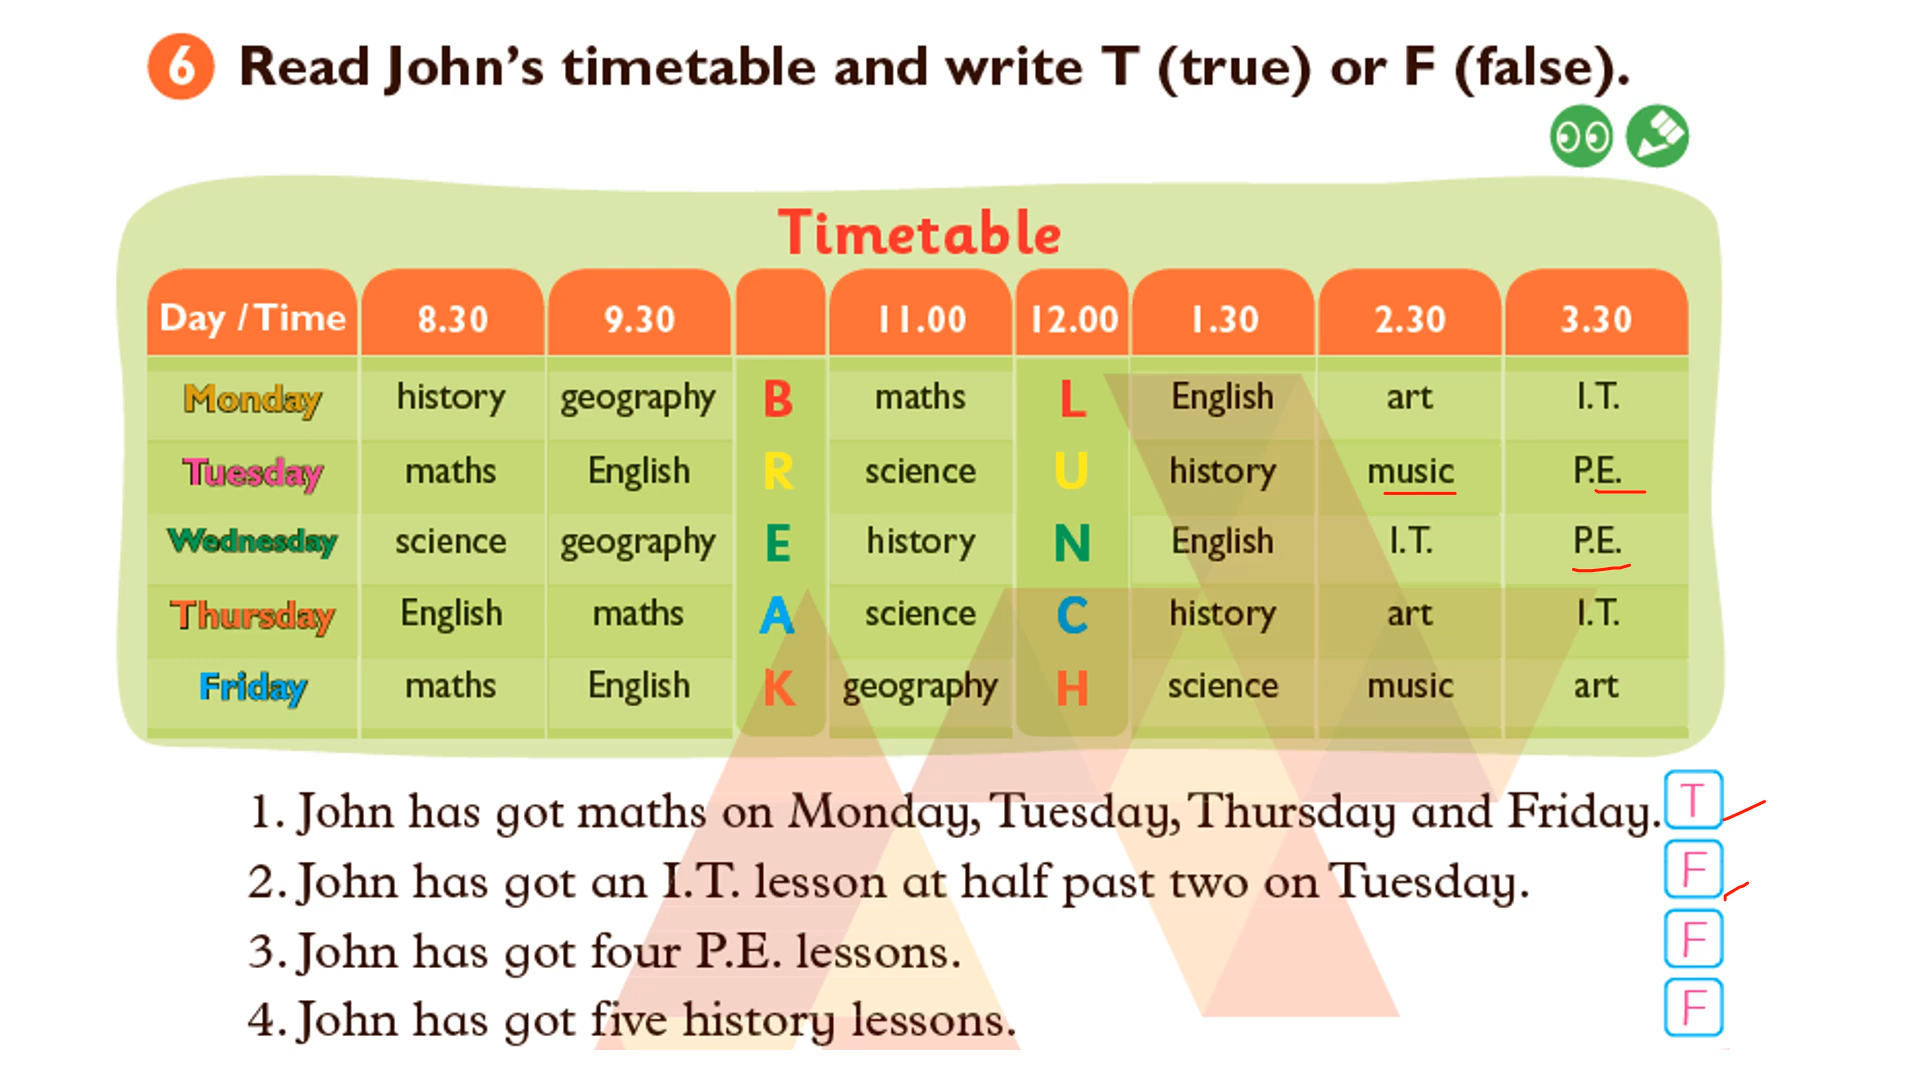 6 Read John's timetable and write T (true) or F (false).
Timetable
Day / Time 8.30 9.30 11.00 12.00 1.30 2.30 3.30
Monday history geography B maths L English art I.T.
Tuesday maths English R science U history music P.E.
Wednesday science geography E history N English I.T. P.E.
Thursday English maths A science C history art I.T.
Friday maths English K geography H science music art
1. John has got maths on Monday, Tuesday, Thursday and Friday. T
2. John has got an I.T. lesson at half past two on Tuesday. F
3. John has got four P.E. lessons. F
4. John has got five history lessons. F